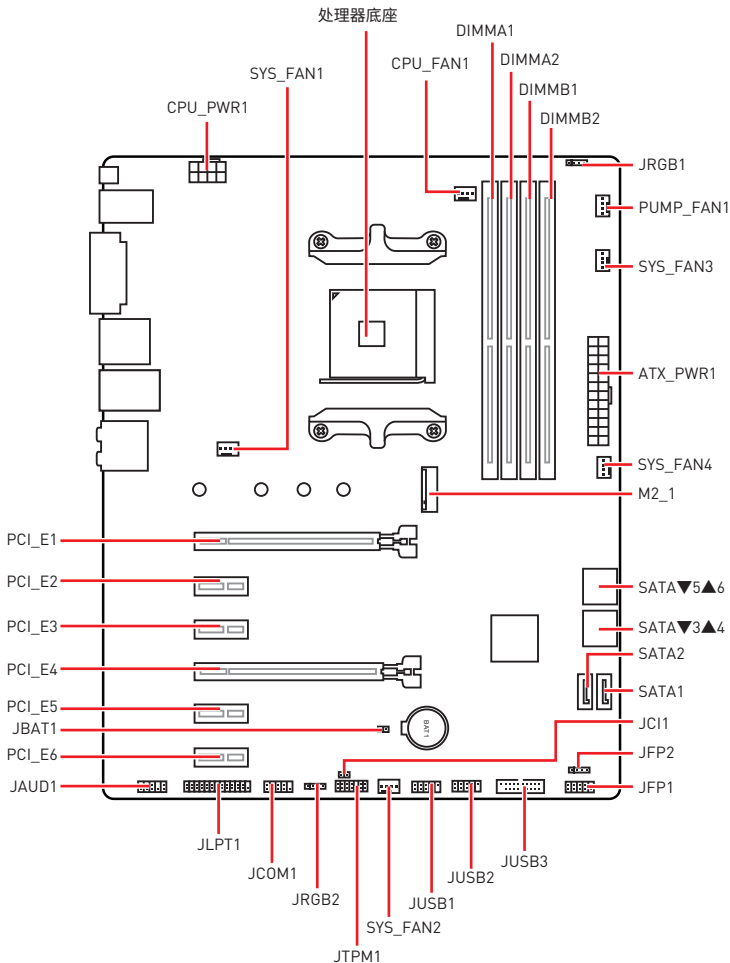 处理器底座
DIMMA1
DIMMA2
CPU_FAN1
SYS_FAN1
DIMMB1
CPU_PWR1
DIMMB2
JRGB1
PUMP_FAN1
SYS_FAN3
ATX_PWR1
SYS_FAN4
M2_1
PCI_E1
PCI_E2
SATA▼5▲6
PCI_E3
SATA▼3▲4
SATA2
PCI_E4
SATA1
PCI_E5
JCI1
JBAT1
BAT1
PCI_E6
JFP2
JAUD1
JFP1
JLPT1
JUSB3
JCOM1
JUSB2
JRGB2
JUSB1
SYS_FAN2
JTPM1